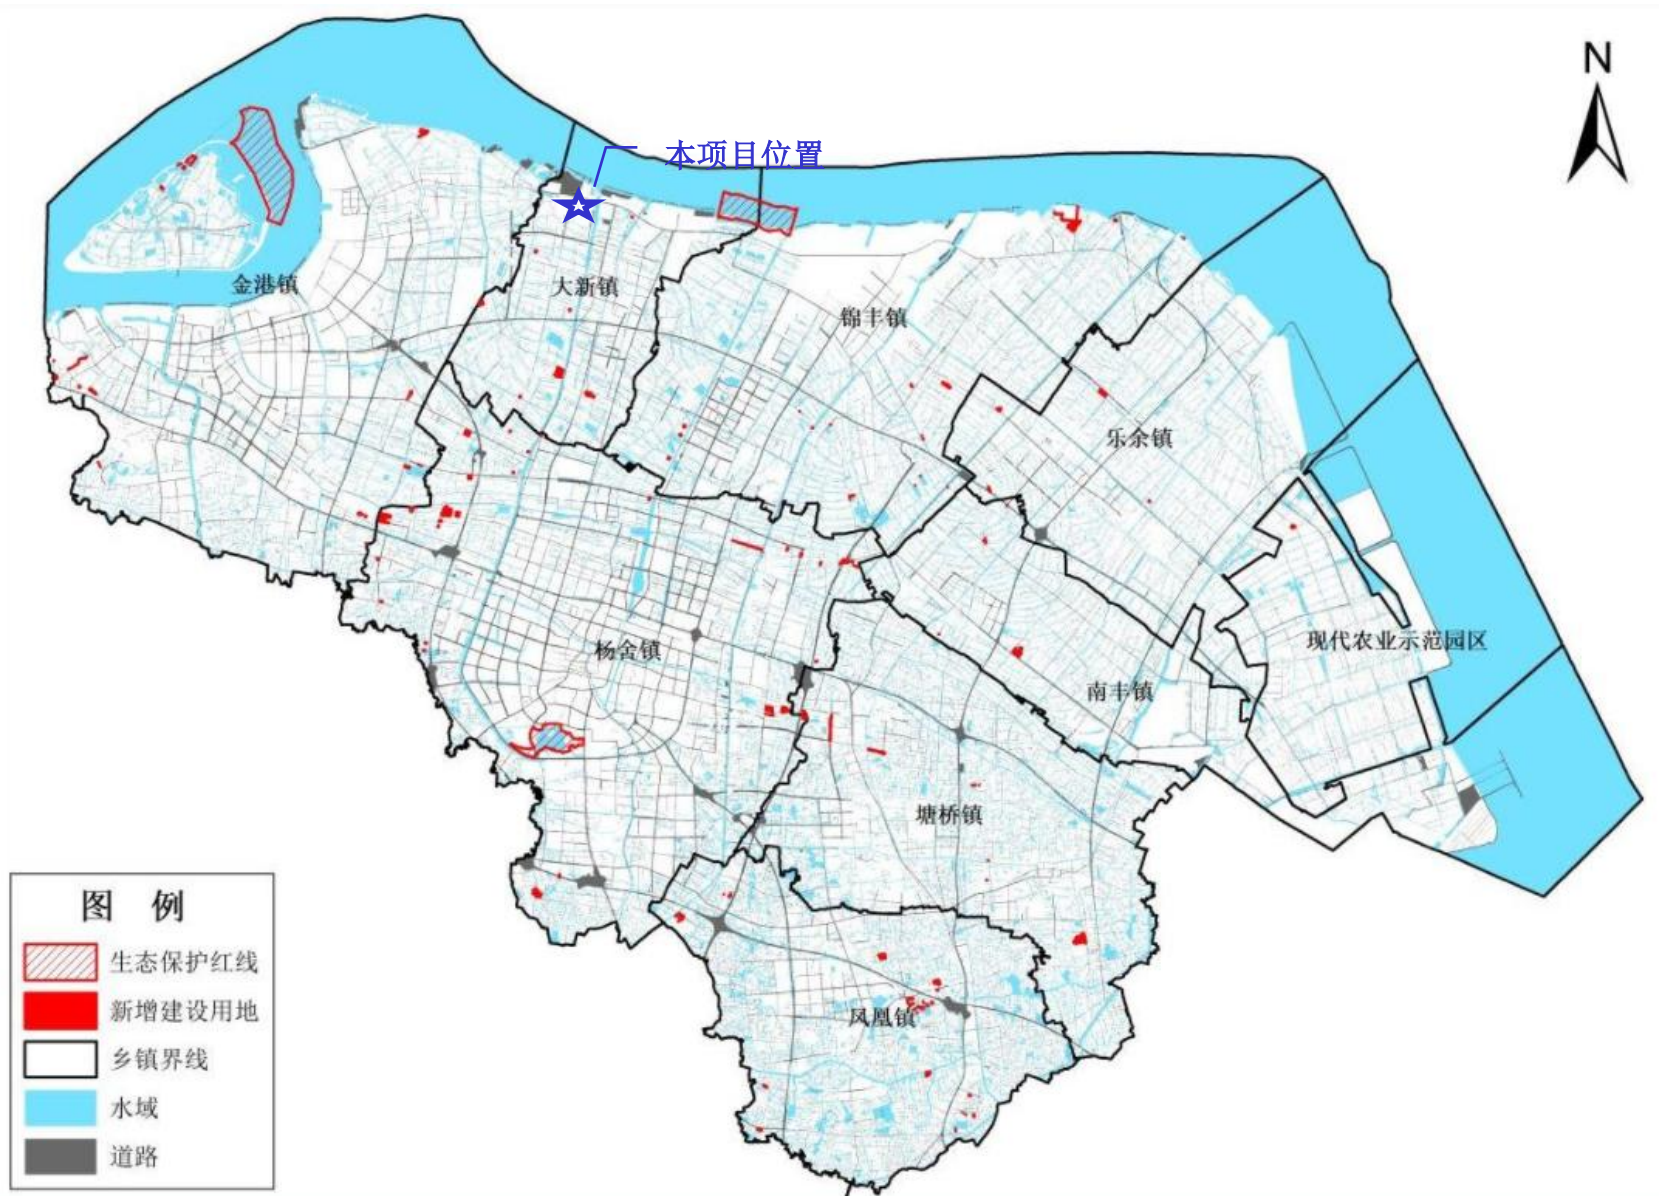 N
本项目位置
金港镇
大新镇
锦丰镇
乐余镇
杨舍镇
现代农业示范园区
南丰镇
塘桥镇
凤凰镇
图 例
生态保护红线
新增建设用地
乡镇界线
水域
道路